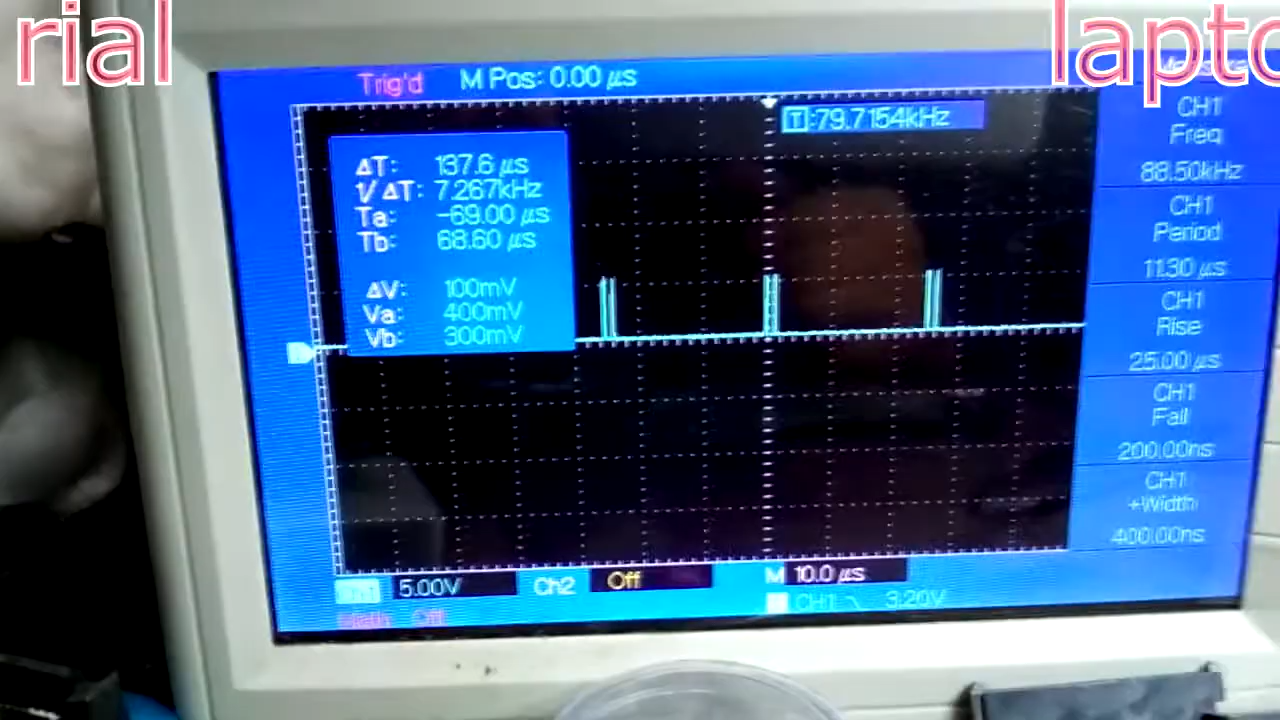 rial
lapto
Trig'd M Pos: 0.00 µs
T:79.7154kHz
ΔT: 137.6 µs
1/ΔT: 7.267kHz
Ta: -69.00 µs
Tb: 68.60 µs
ΔV: 100mV
Va: 400mV
Vb: 300mV
CH1
Freq
88.50kHz
CH1
Period
11.30 µs
CH1
Rise
25.00 µs
CH1
Fall
200.00ns
CH1
+Width
400.00ns
Ch1 5.00V Ch2 Off M 10.0 µs
Math Off CH1 3.20V